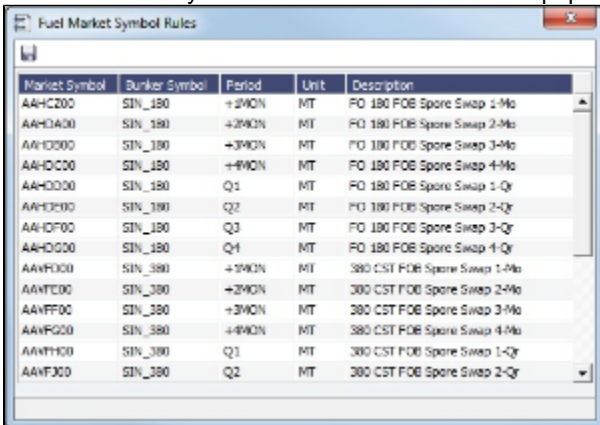 Fuel Market Symbol Rules
Market Symbol Bunker Symbol Period Unit Description
AAHCZ00 SIN_180 +1MON MT FO 180 FOB Spore Swap 1-Mo
AAHDA00 SIN_180 +2MON MT FO 180 FOB Spore Swap 2-Mo
AAHDB00 SIN_180 +3MON MT FO 180 FOB Spore Swap 3-Mo
AAHDC00 SIN_180 +4MON MT FO 180 FOB Spore Swap 4-Mo
AAHDD00 SIN_180 Q1 MT FO 180 FOB Spore Swap 1-Qr
AAHDE00 SIN_180 Q2 MT FO 180 FOB Spore Swap 2-Qr
AAHDF00 SIN_180 Q3 MT FO 180 FOB Spore Swap 3-Qr
AAHDG00 SIN_180 Q4 MT FO 180 FOB Spore Swap 4-Qr
AAVFD00 SIN_380 +1MON MT 380 CST FOB Spore Swap 1-Mo
AAVFE00 SIN_380 +2MON MT 380 CST FOB Spore Swap 2-Mo
AAVFF00 SIN_380 +3MON MT 380 CST FOB Spore Swap 3-Mo
AAVFG00 SIN_380 +4MON MT 380 CST FOB Spore Swap 4-Mo
AAVFH00 SIN_380 Q1 MT 380 CST FOB Spore Swap 1-Qr
AAVFJ00 SIN_380 Q2 MT 380 CST FOB Spore Swap 2-Qr